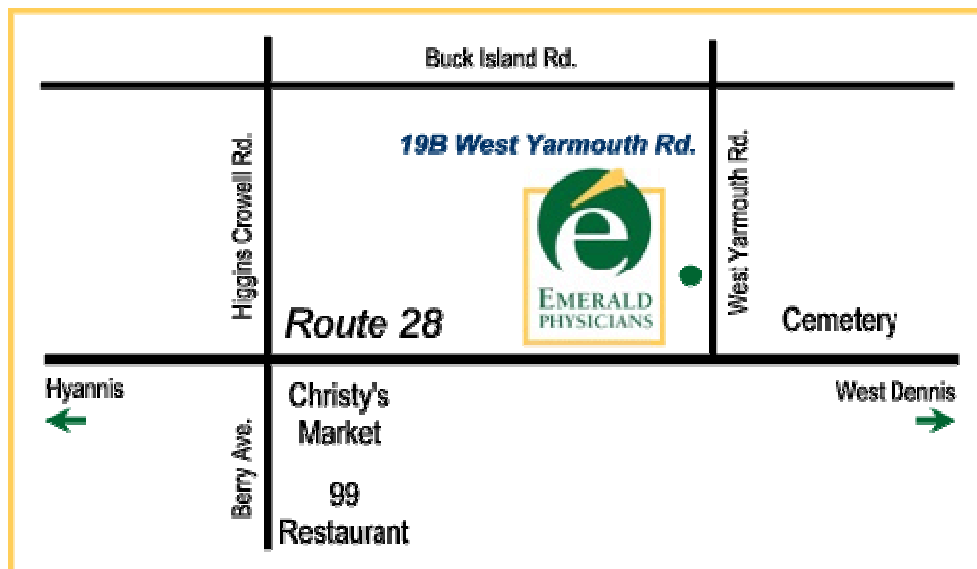 Buck Island Rd.
19B West Yarmouth Rd.
Higgins Crowell Rd.
West Yarmouth Rd.
é
EMERALD
PHYSICIANS
Route 28
Cemetery
Hyannis
West Dennis
Christy's
Market
Berry Ave.
99
Restaurant